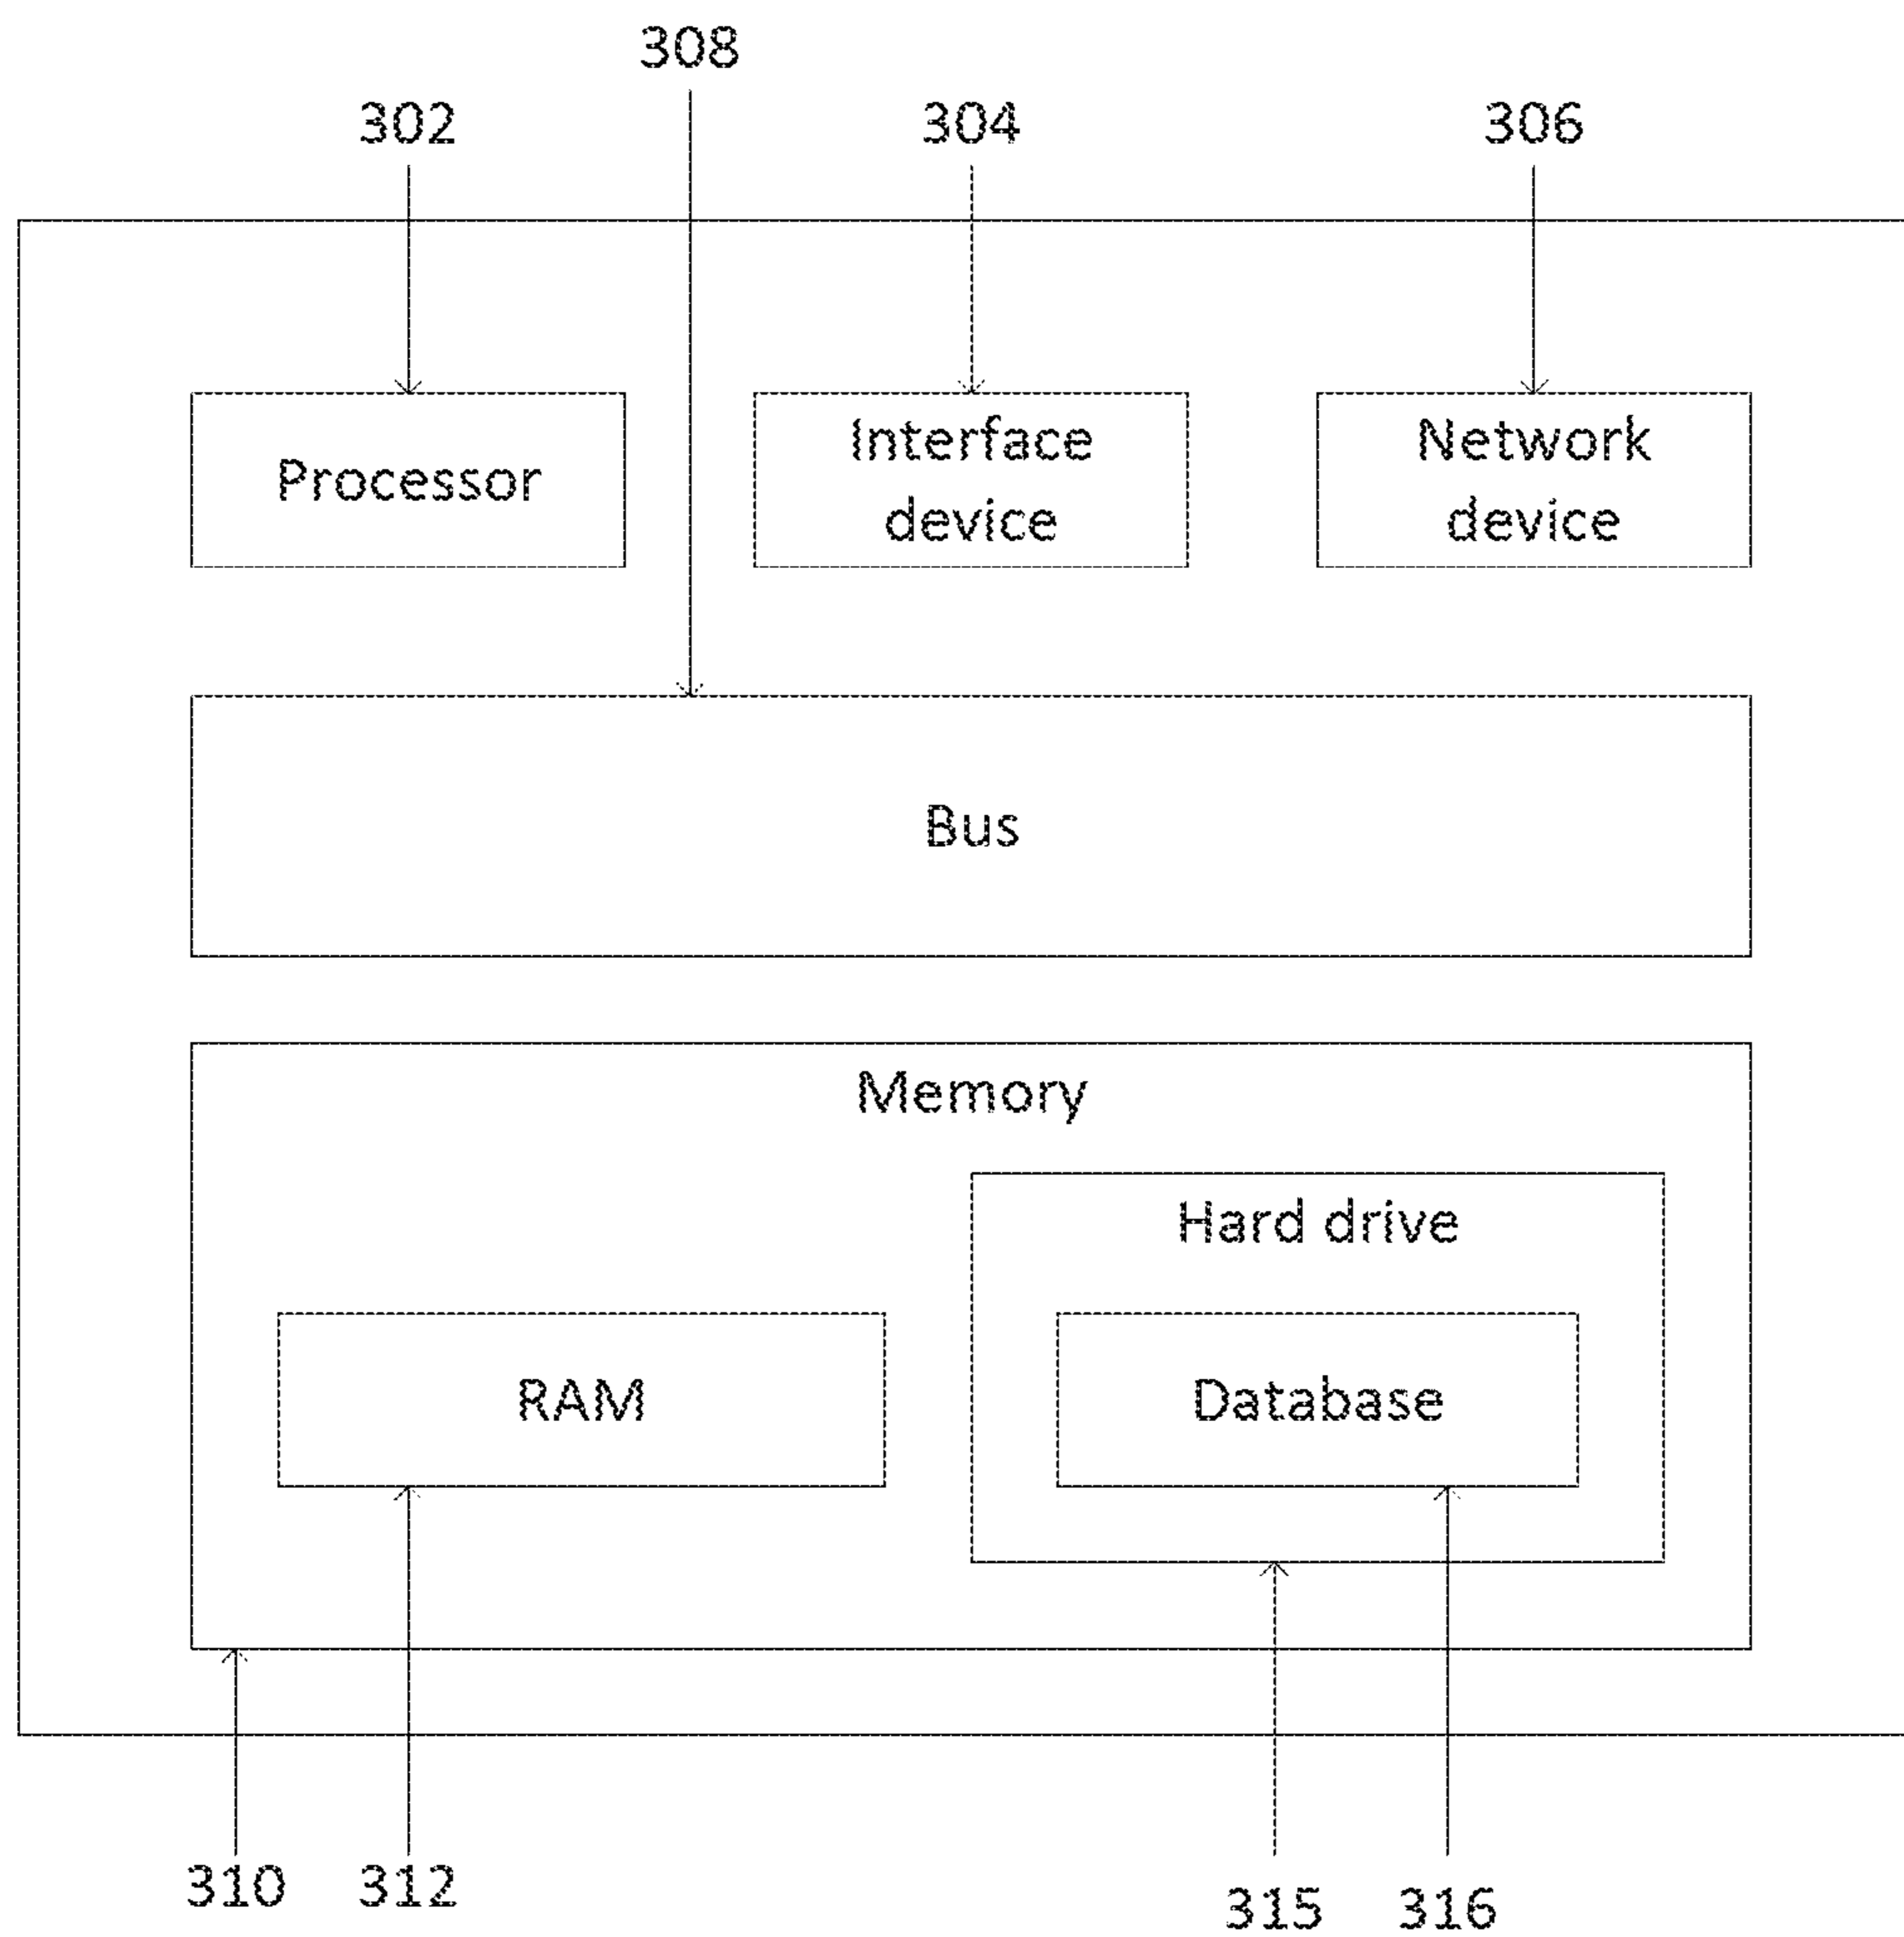 308
302
304
306
Processor
Interface
device
Network
device
Bus
Memory
Hard drive
RAM
Database
310
312
315
316